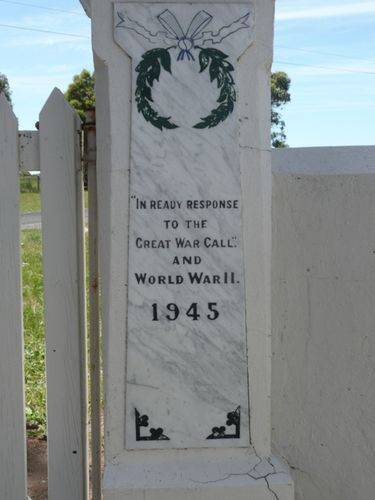 "IN READY RESPONSE
TO THE
GREAT WAR CALL".
AND
WORLD WAR II.
1945